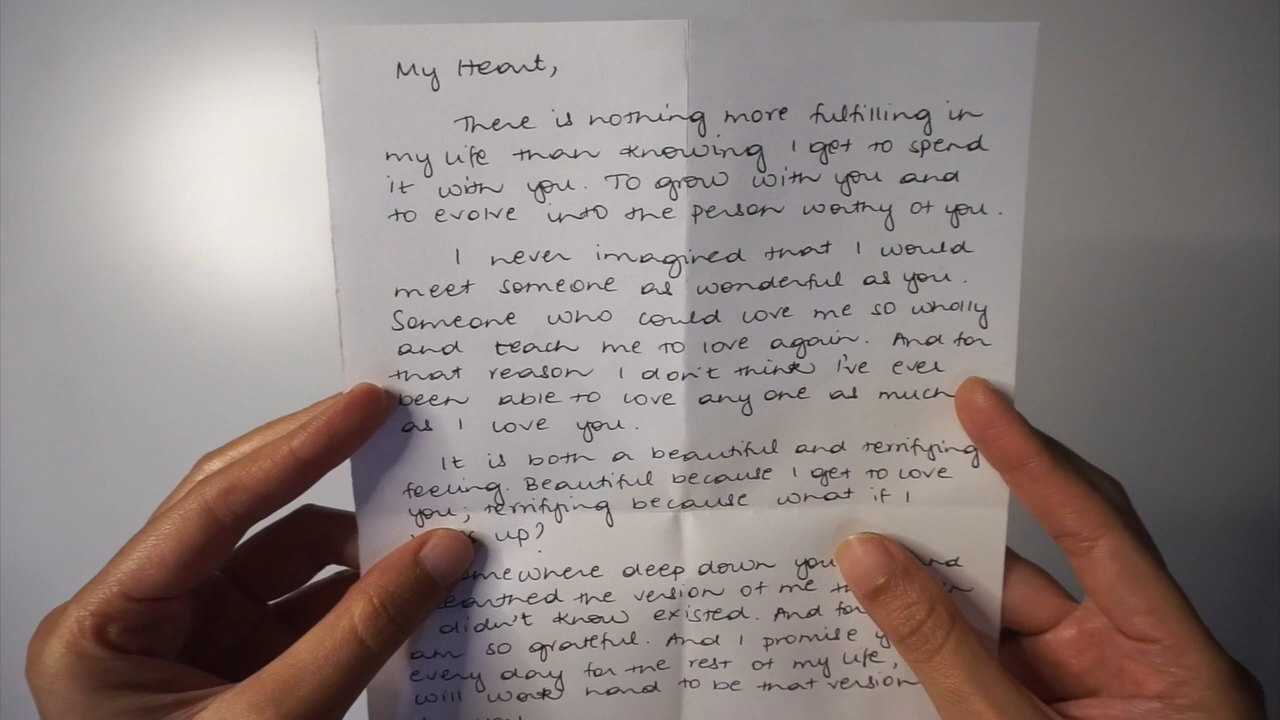 My Heart,
There is nothing more fulfilling in
my life than knowing I get to spend
it with you. To grow with you and
to evolve into the person worthy of you.
I never imagined that I would
meet someone as wonderful as you.
Someone who could love me so wholly
and teach me to love again. And for
that reason I don't think I've ever
been able to love any one as much
as I love you.
It is both a beautiful and terrifying
feeling. Beautiful because I get to love
you; terrifying because what if I
up?
deep down you
the version of me
didn't know existed. And
am so grateful. And I promise
every day for the rest of my life,
will work hard to be that version